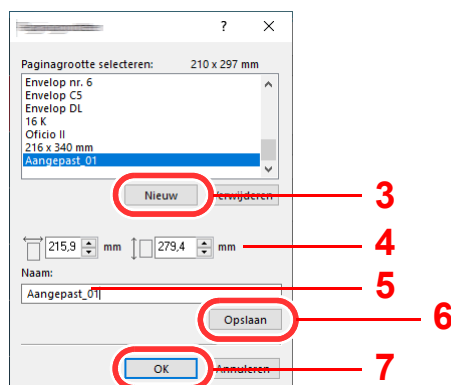 ? ×
Paginagrootte selecteren: 210 x 297 mm
Envelop nr. 6
Envelop C5
Envelop DL
16 K
Oficio II
216 x 340 mm
Aangepast_01
Nieuw Verwijderen 3
215,9 mm 279,4 mm 4
Naam:
5
Aangepast_01
Opslaan 6
OK Annuleren 7